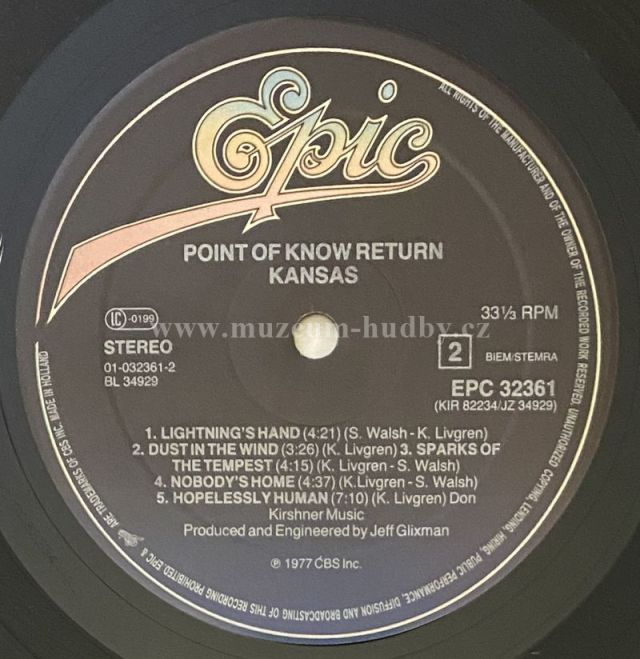 Epic
POINT OF KNOW RETURN
KANSAS
LC -0199
www.muzeum-hudby.cz
33⅓ RPM
STEREO
2
BIEM/STEMRA
01-032361-2
BL 34929
EPC 32361
(KIR 82234/JZ 34929)
1. LIGHTNING'S HAND (4:21) (S. Walsh - K. Livgren)
2. DUST IN THE WIND (3:26) (K. Livgren) 3. SPARKS OF
THE TEMPEST (4:15) (K. Livgren - S. Walsh)
4. NOBODY'S HOME (4:37) (K.Livgren - S. Walsh)
5. HOPELESSLY HUMAN (7:10) (K. Livgren) Don
Kirshner Music
Produced and Engineered by Jeff Glixman
℗ 1977 CBS Inc.
ALL RIGHTS OF THE MANUFACTURER AND OF THE OWNER OF THE RECORDED WORK RESERVED. UNAUTHORIZED COPYING, LENDING, HIRING, PUBLIC PERFORMANCE, DIFFUSION AND BROADCASTING OF THIS RECORDING PROHIBITED. EPIC & ARE TRADEMARKS OF CBS INC. MADE IN HOLLAND